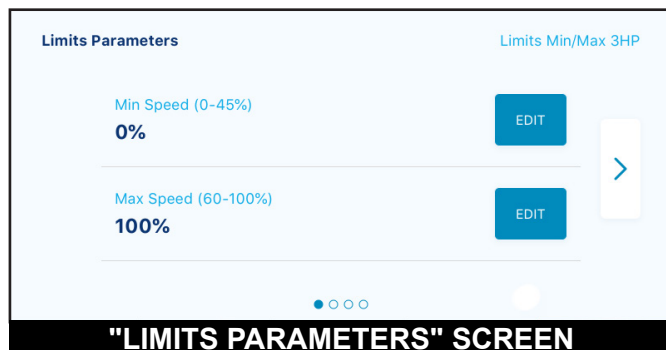 Limits Parameters Limits Min/Max 3HP
Min Speed (0-45%)
0%
EDIT
Max Speed (60-100%)
100%
EDIT
"LIMITS PARAMETERS" SCREEN